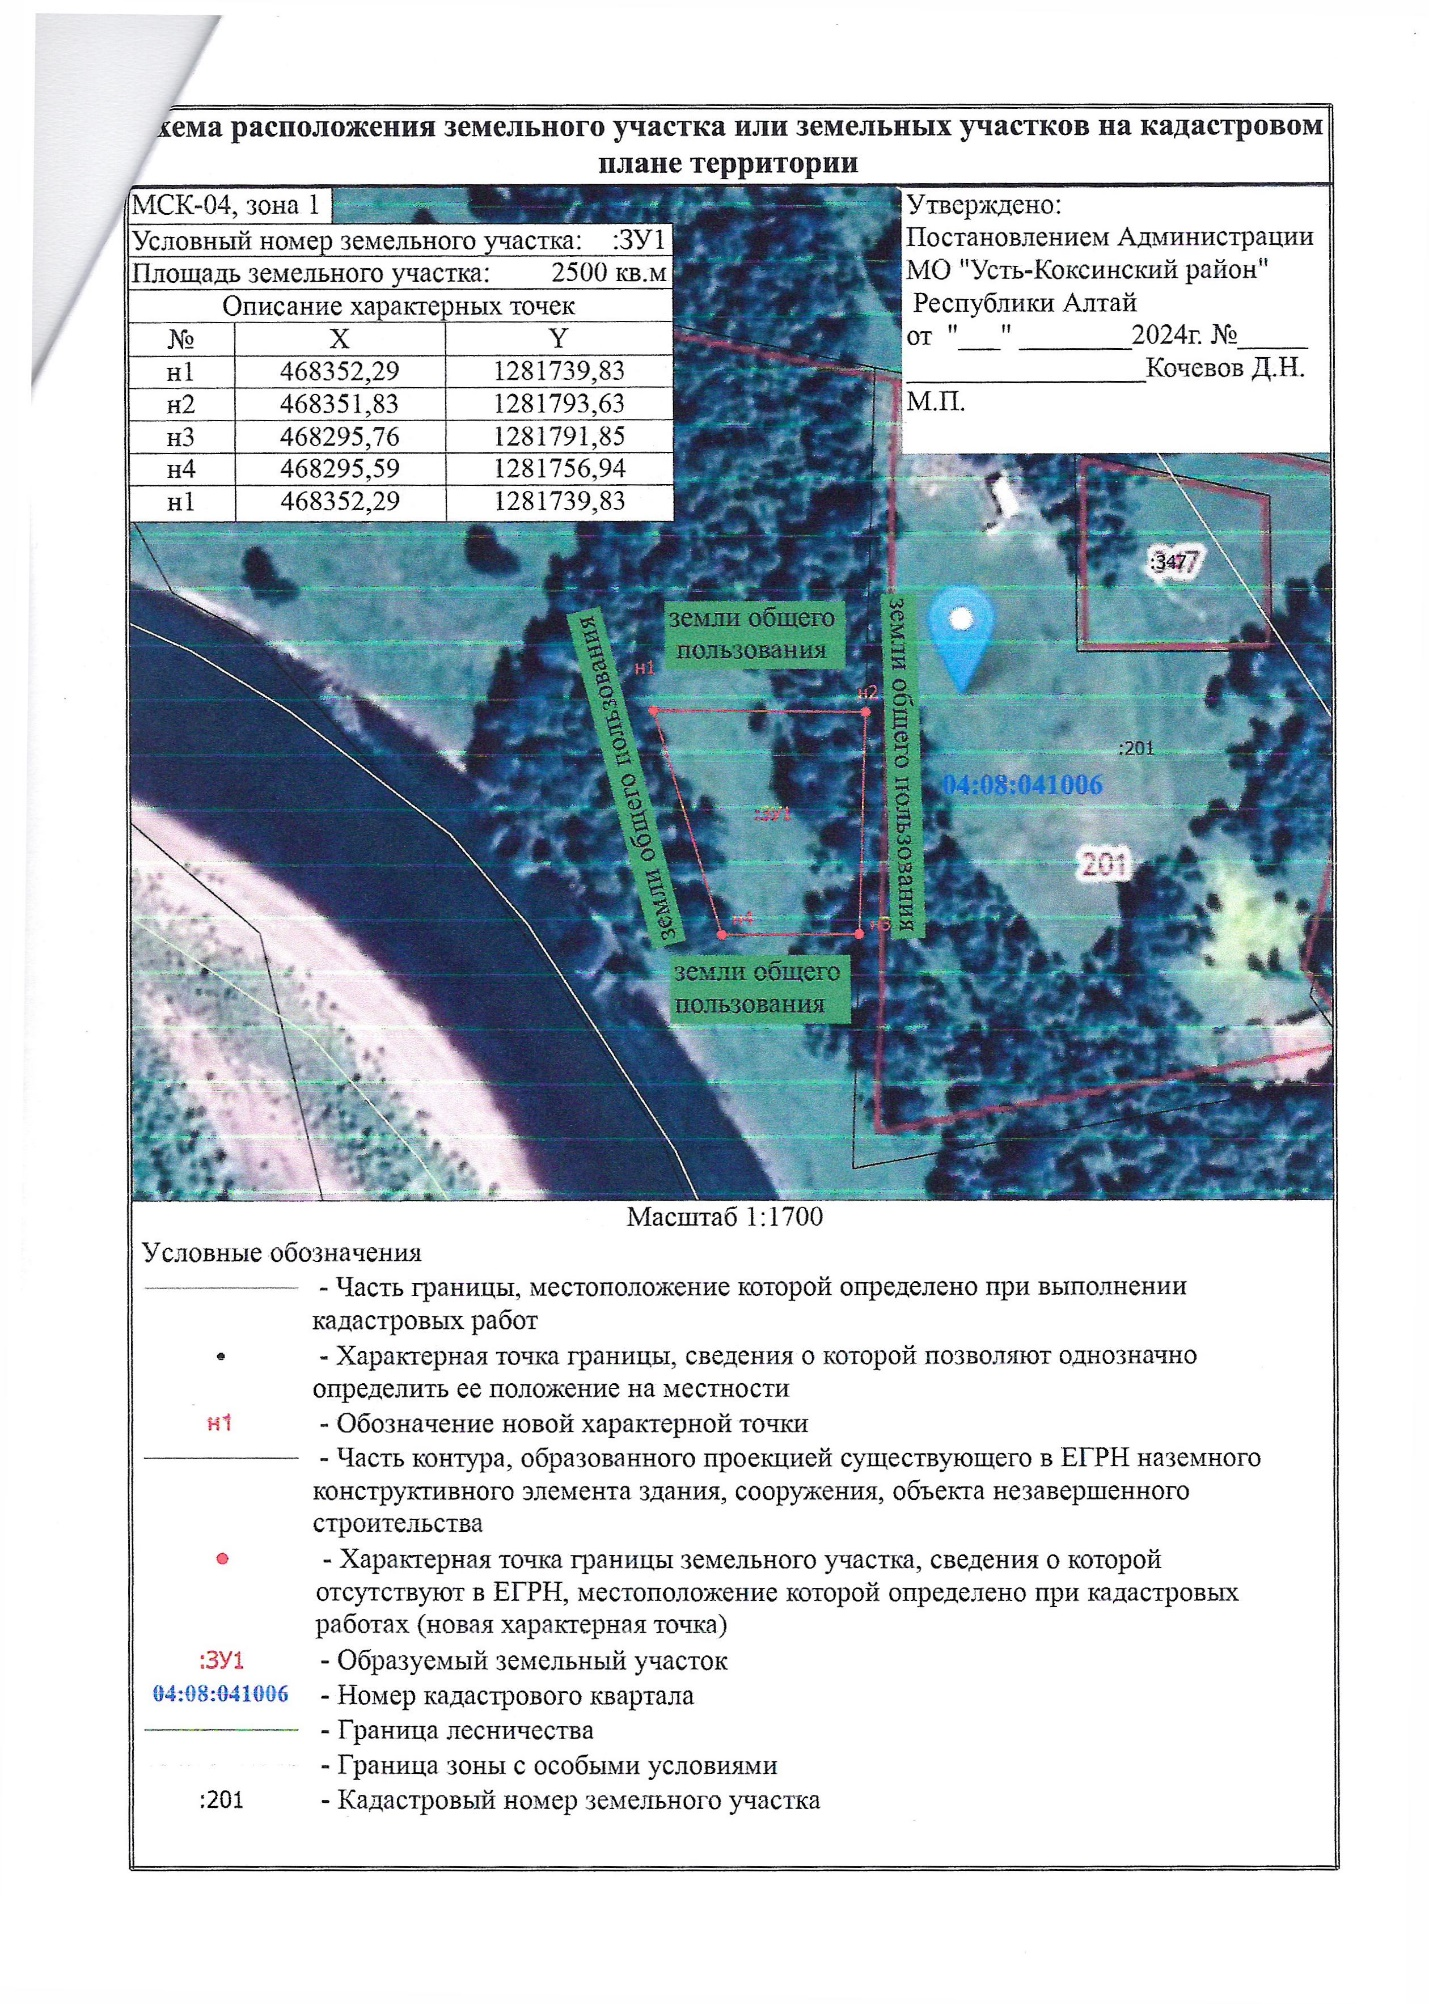 хема расположения земельного участка или земельных участков на кадастровом
плане территории
МСК-04, зона 1
Условный номер земельного участка: :ЗУ1
Площадь земельного участка: 2500 кв.м
Описание характерных точек
№ X Y
н1 468352,29 1281739,83
н2 468351,83 1281793,63
н3 468295,76 1281791,85
н4 468295,59 1281756,94
н1 468352,29 1281739,83
Утверждено:
Постановлением Администрации
МО "Усть-Коксинский район"
Республики Алтай
от "___" ________2024г. №_____
_________________Кочевов Д.Н.
М.П.
:347
земли общего
пользования
земли общего пользования
земли общего пользования
н1
н2
:201
04:08:041006
:ЗУ1
201
н4
н3
земли общего
пользования
Масштаб 1:1700
Условные обозначения
- Часть границы, местоположение которой определено при выполнении
кадастровых работ
- Характерная точка границы, сведения о которой позволяют однозначно
определить ее положение на местности
н1 - Обозначение новой характерной точки
- Часть контура, образованного проекцией существующего в ЕГРН наземного
конструктивного элемента здания, сооружения, объекта незавершенного
строительства
- Характерная точка границы земельного участка, сведения о которой
отсутствуют в ЕГРН, местоположение которой определено при кадастровых
работах (новая характерная точка)
:ЗУ1 - Образуемый земельный участок
04:08:041006 - Номер кадастрового квартала
- Граница лесничества
- Граница зоны с особыми условиями
:201 - Кадастровый номер земельного участка